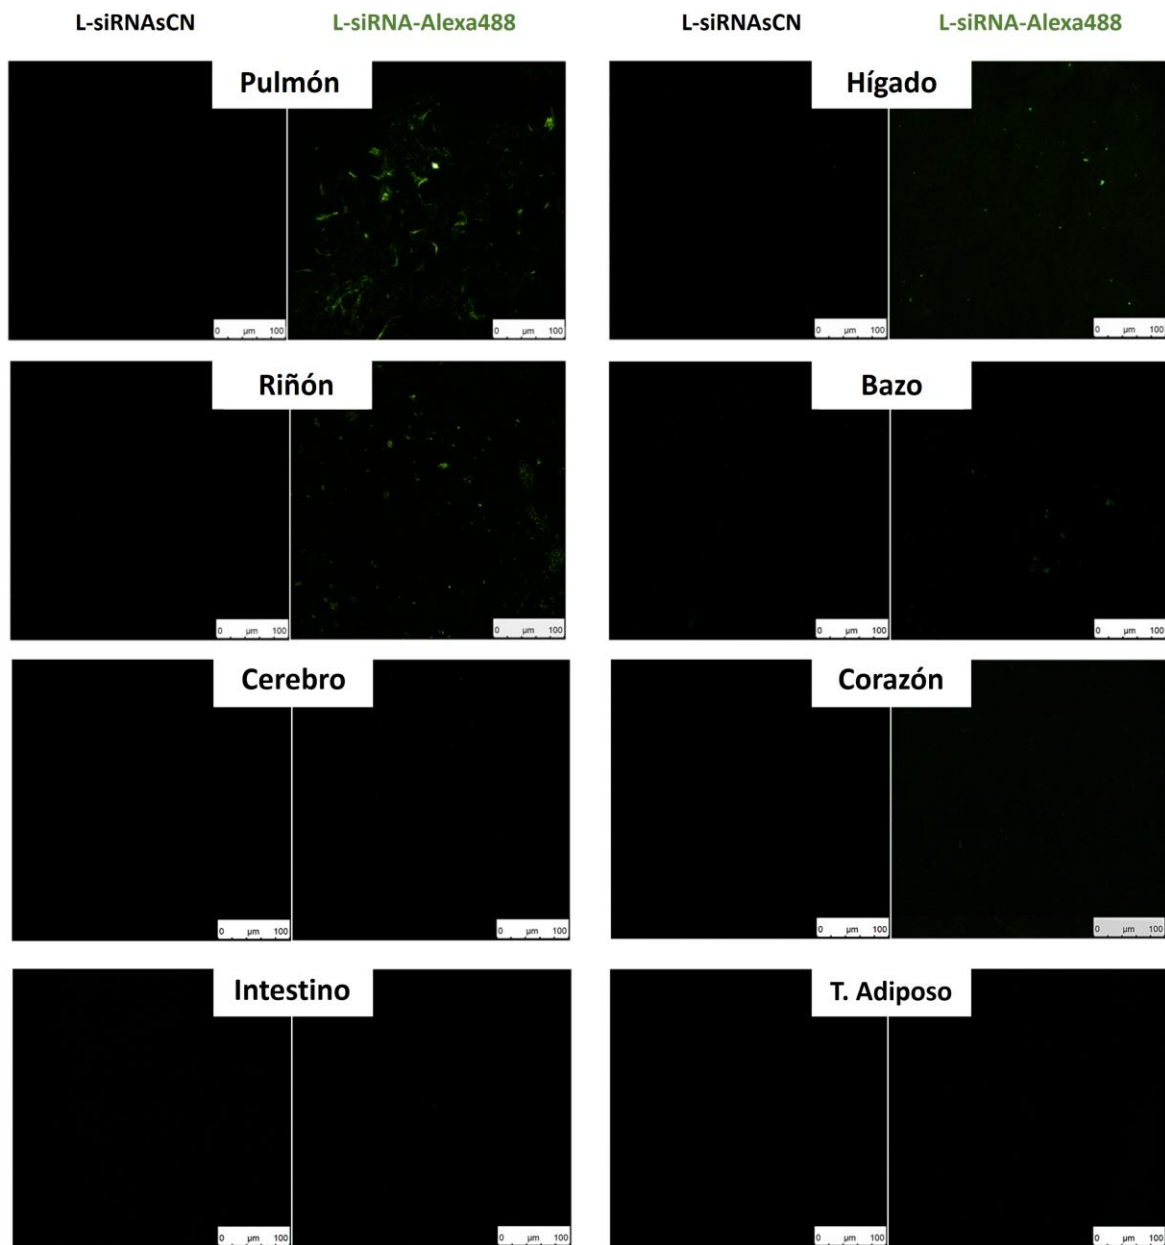 L-siRNAsCN L-siRNA-Alexa488 L-siRNAsCN L-siRNA-Alexa488
Pulmón Hígado
0 µm 100 0 µm 100 0 µm 100
Riñón Bazo
0 µm 100 0 µm 100 0 µm 100 0 µm 100
Cerebro Corazón
0 µm 100 0 µm 100 0 µm 100 0 µm 100
Intestino T. Adiposo
0 µm 100 0 µm 100 0 µm 100 0 µm 100